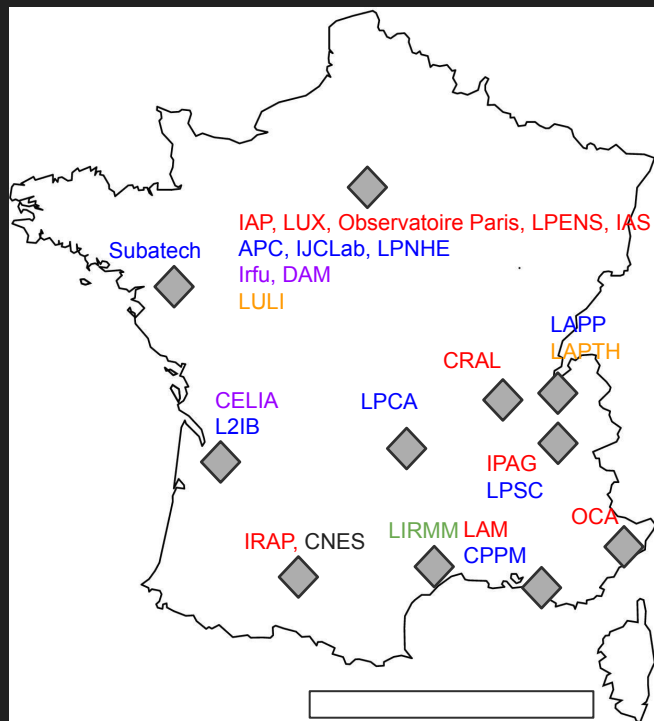 IAP, LUX, Observatoire Paris, LPENS, IAS
APC, IJCLab, LPNHE
Irfu, DAM
LULI
Subatech
LAPP
LAPTH
CRAL
CELIA
L2IB
LPCA
IPAG
LPSC
OCA
IRAP, CNES
LIRMM
LAM
CPPM